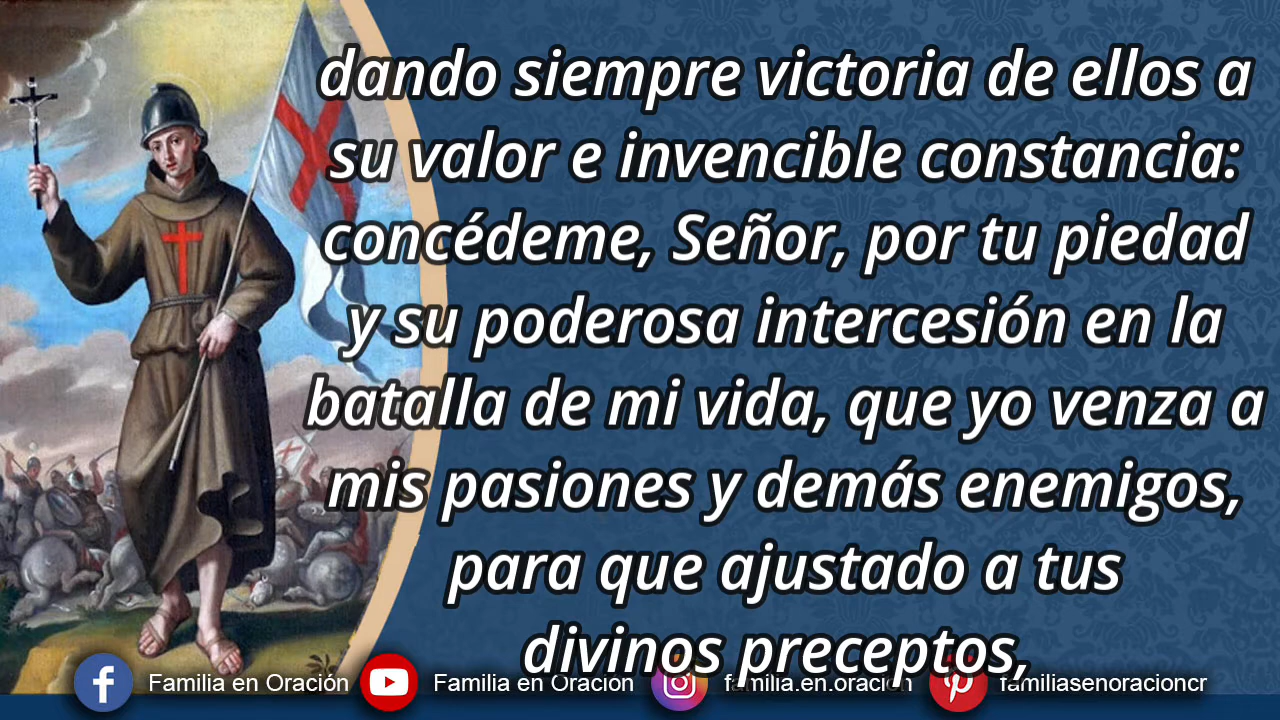 dando siempre victoria de ellos a
su valor e invencible constancia:
concédeme, Señor, por tu piedad
y su poderosa intercesión en la
batalla de mi vida, que yo venza a
mis pasiones y demás enemigos,
para que ajustado a tus
divinos preceptos,
Familia en Oración
Familia en Oración
familia.en.oracion
familiasenoracioncr